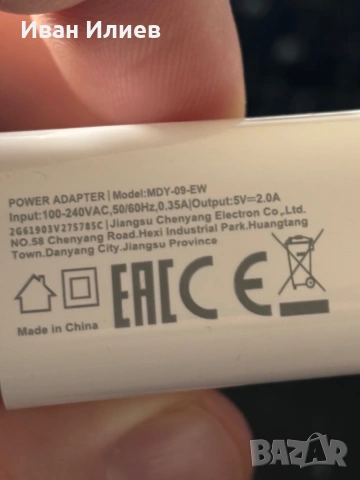 Иван Илиев
POWER ADAPTER|Model:MDY-09-EW
Input:100-240VAC,50/60Hz,0.35A|Output:5V⎓2.0A
2G61903V27578SC|Jiangsu Chenyang Electron Co.,Ltd.
NO.58 Chenyang Road.Hexi Industrial Park.Huangtang
Town.Danyang City.Jiangsu Province
EAC CE
Made in China
BAZAR